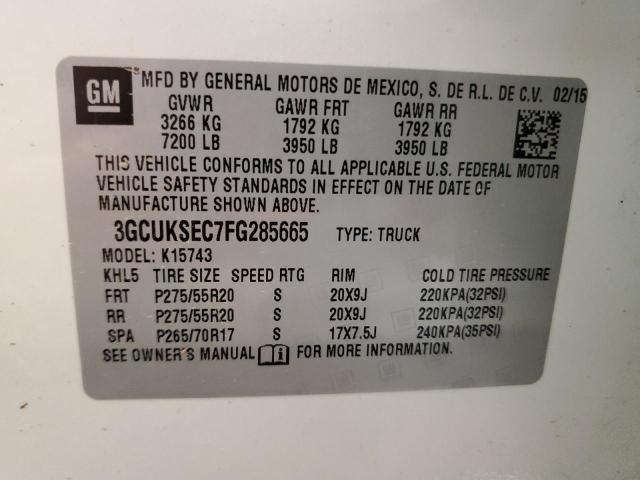 GM
MFD BY GENERAL MOTORS DE MEXICO, S. DE R.L. DE C.V. 02/15
GVWR GAWR FRT GAWR RR
3266 KG 1792 KG 1792 KG
7200 LB 3950 LB 3950 LB
THIS VEHICLE CONFORMS TO ALL APPLICABLE U.S. FEDERAL MOTOR
VEHICLE SAFETY STANDARDS IN EFFECT ON THE DATE OF
MANUFACTURE SHOWN ABOVE.
3GCUKSEC7FG285665 TYPE: TRUCK
MODEL: K15743
KHL5 TIRE SIZE SPEED RTG RIM COLD TIRE PRESSURE
FRT P275/55R20 S 20X9J 220KPA(32PSI)
RR P275/55R20 S 20X9J 220KPA(32PSI)
SPA P265/70R17 S 17X7.5J 240KPA(35PSI)
SEE OWNER'S MANUAL i FOR MORE INFORMATION.